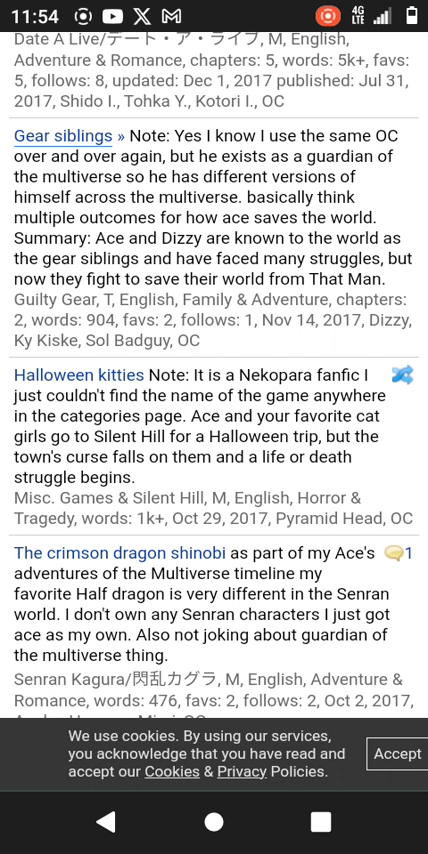 11:54
4G
LTE
Date A Live/デート・ア・ライブ, M, English,
Adventure & Romance, chapters: 5, words: 5k+, favs:
5, follows: 8, updated: Dec 1, 2017 published: Jul 31,
2017, Shido I., Tohka Y., Kotori I., OC
Gear siblings » Note: Yes I know I use the same OC
over and over again, but he exists as a guardian of
the multiverse so he has different versions of
himself across the multiverse. basically think
multiple outcomes for how ace saves the world.
Summary: Ace and Dizzy are known to the world as
the gear siblings and have faced many struggles, but
now they fight to save their world from That Man.
Guilty Gear, T, English, Family & Adventure, chapters:
2, words: 904, favs: 2, follows: 1, Nov 14, 2017, Dizzy,
Ky Kiske, Sol Badguy, OC
Halloween kitties Note: It is a Nekopara fanfic I
just couldn't find the name of the game anywhere
in the categories page. Ace and your favorite cat
girls go to Silent Hill for a Halloween trip, but the
town's curse falls on them and a life or death
struggle begins.
Misc. Games & Silent Hill, M, English, Horror &
Tragedy, words: 1k+, Oct 29, 2017, Pyramid Head, OC
The crimson dragon shinobi as part of my Ace's 1
adventures of the Multiverse timeline my
favorite Half dragon is very different in the Senran
world. I don't own any Senran characters I just got
ace as my own. Also not joking about guardian of
the multiverse thing.
Senran Kagura/閃乱カグラ, M, English, Adventure &
Romance, words: 476, favs: 2, follows: 2, Oct 2, 2017,
We use cookies. By using our services,
you acknowledge that you have read and
accept our Cookies & Privacy Policies.
Accept